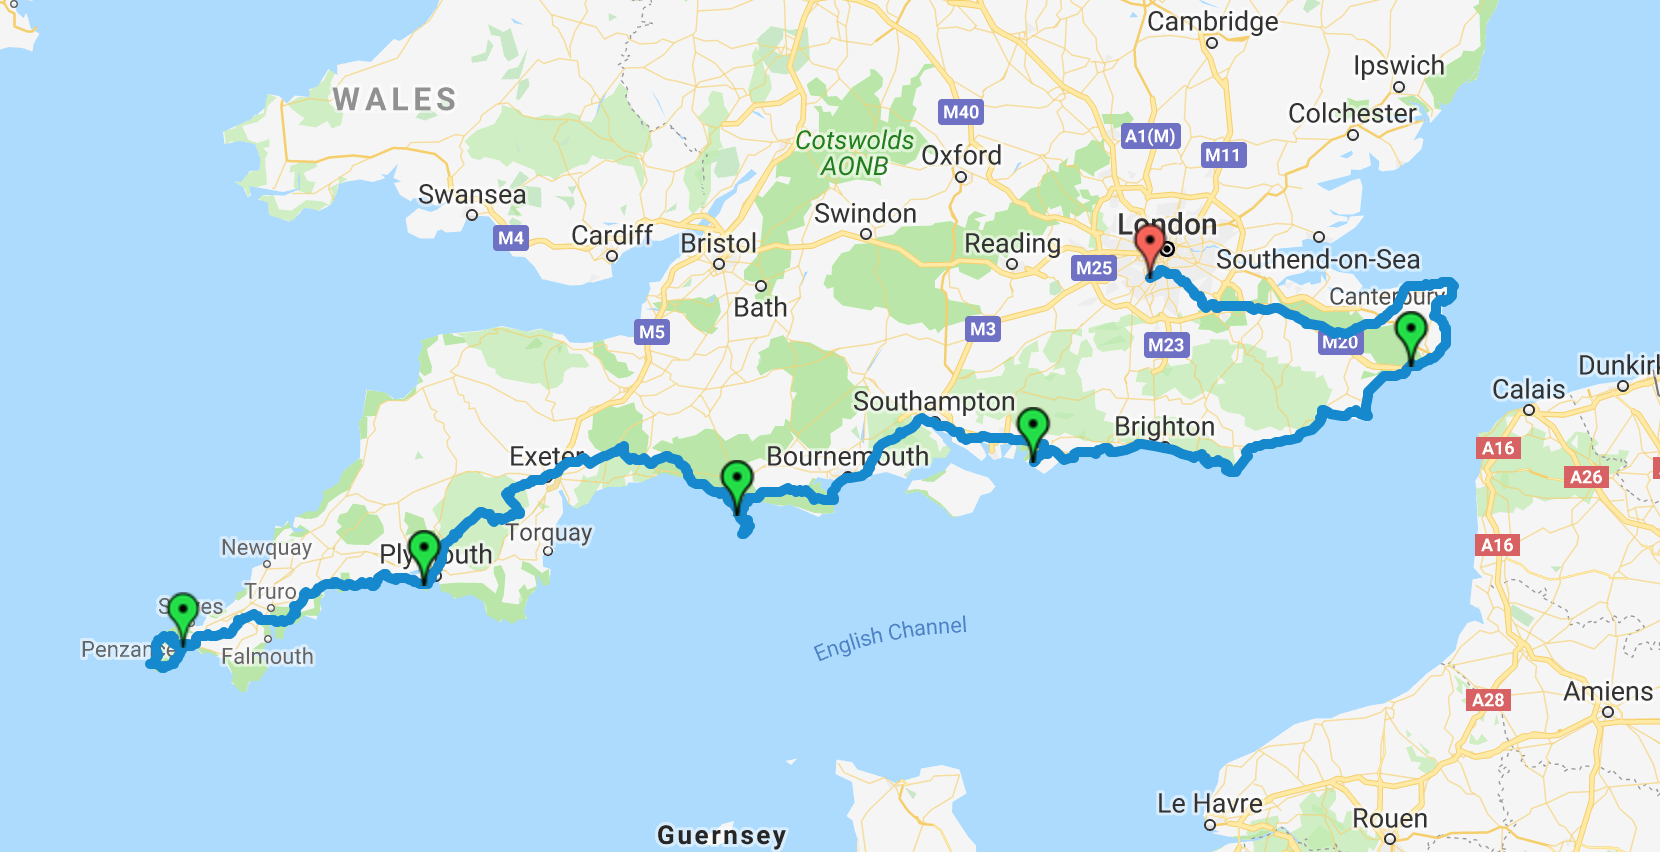 Cambridge
Ipswich
WALES
M40
Colchester
Cotswolds
AONB
A1(M)
Oxford
M11
Swansea
Swindon
London
M4
Cardiff
Bristol
Reading
M25
Southend-on-Sea
Bath
Canterbury
M5
M3
M23
M20
Dunkirk
Calais
Southampton
Brighton
Exeter
Bournemouth
A16
A26
Newquay
Torquay
A16
Plymouth
Truro
Penzance
Falmouth
English Channel
A28
Amiens
Le Havre
Rouen
Guernsey